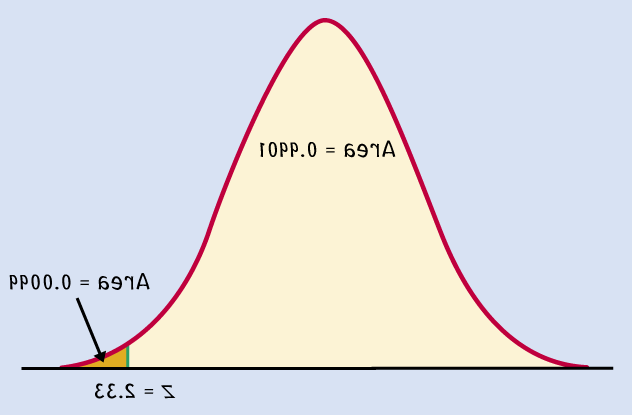 Area = 0.9901
Area = 0.0099
z = 2.33